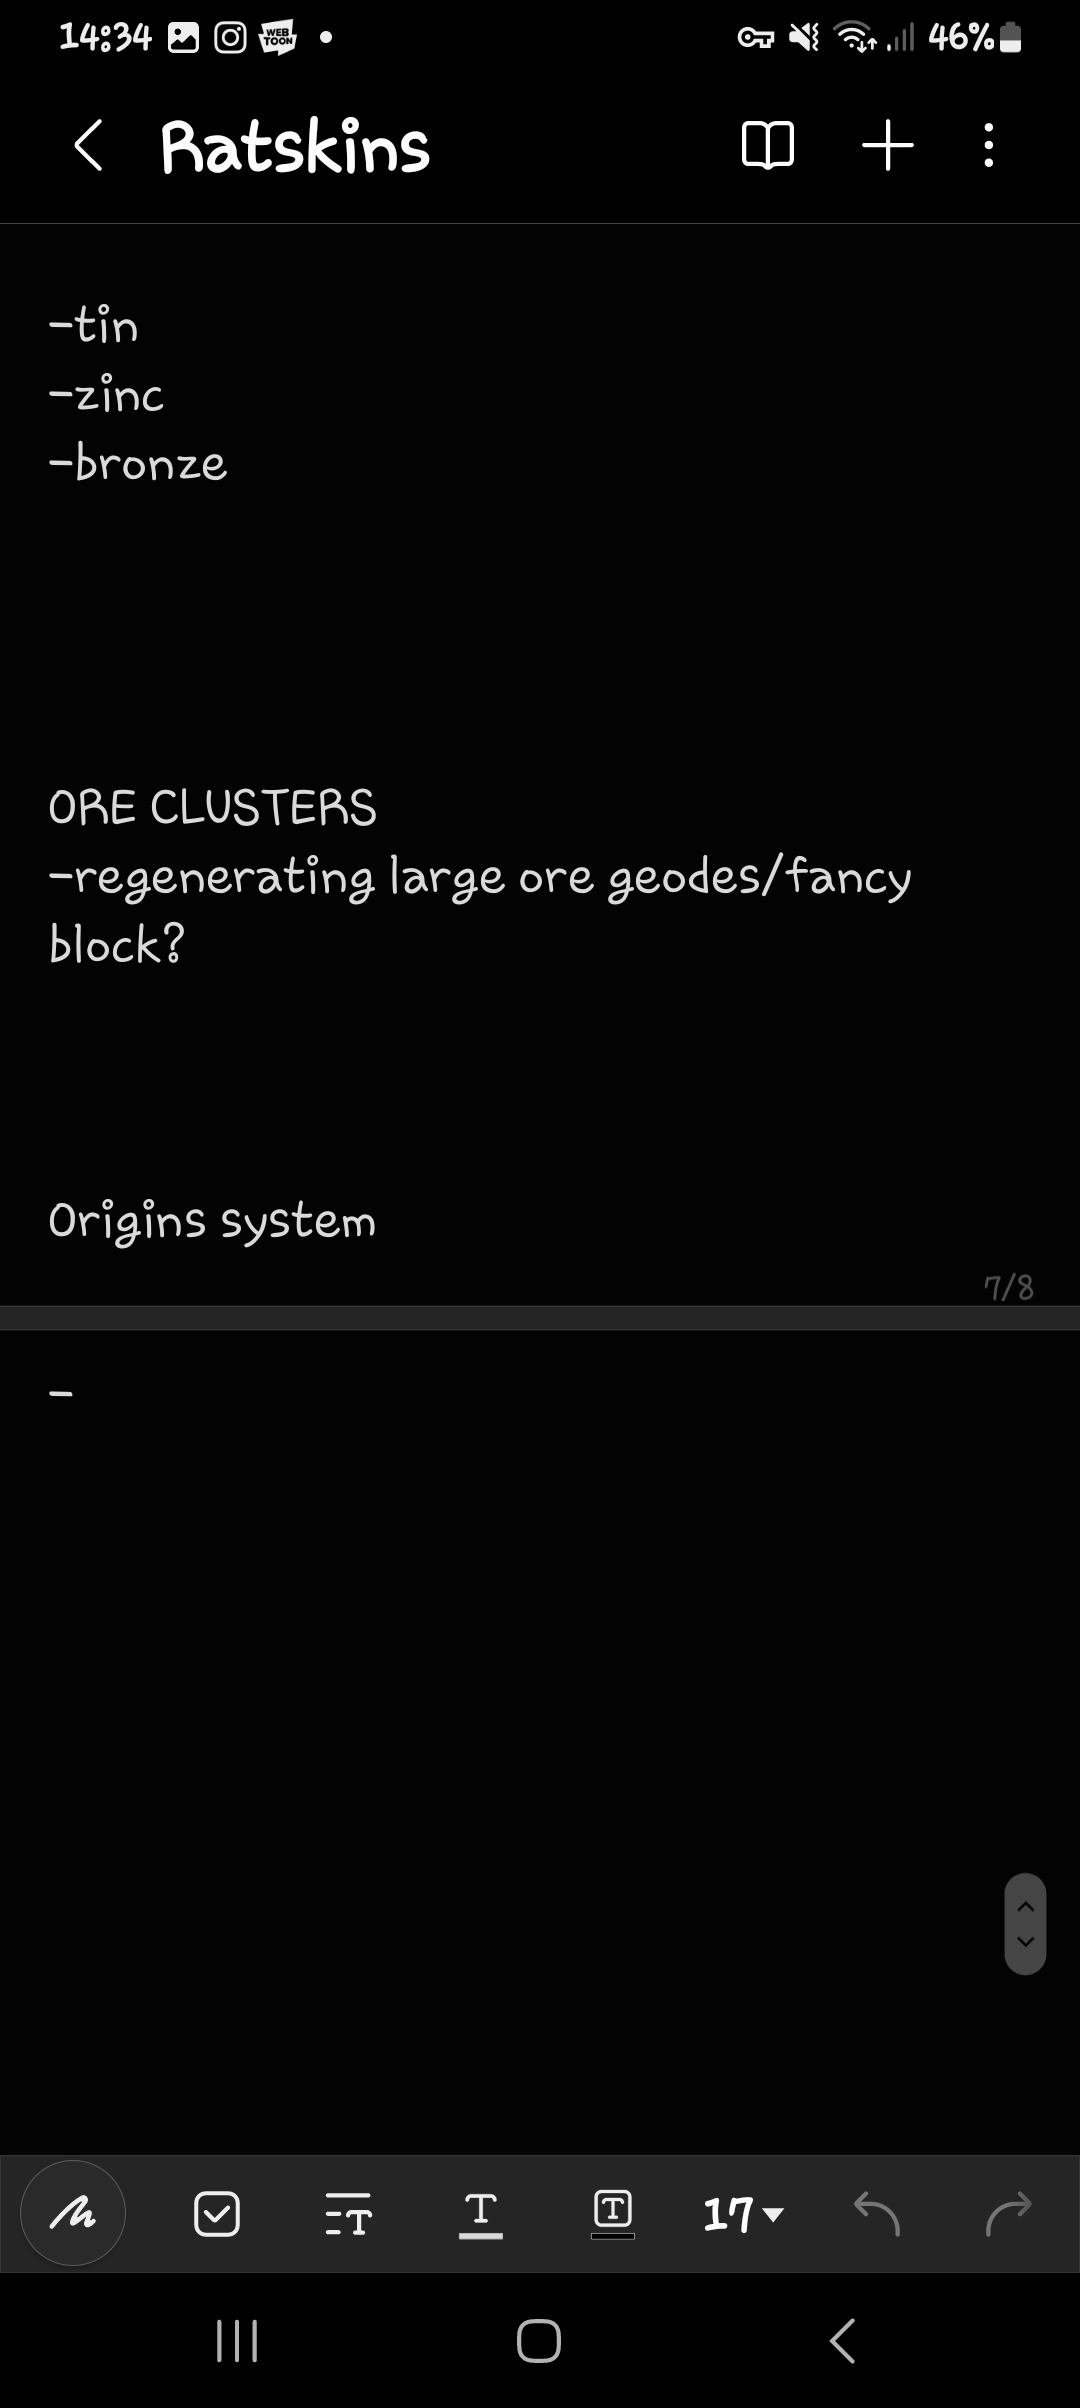 14:34 WEB TOON 46%
Ratskins
-tin
-zinc
-bronze
ORE CLUSTERS
-regenerating large ore geodes/fancy
block?
Origins system
7/8
-
T T T 17